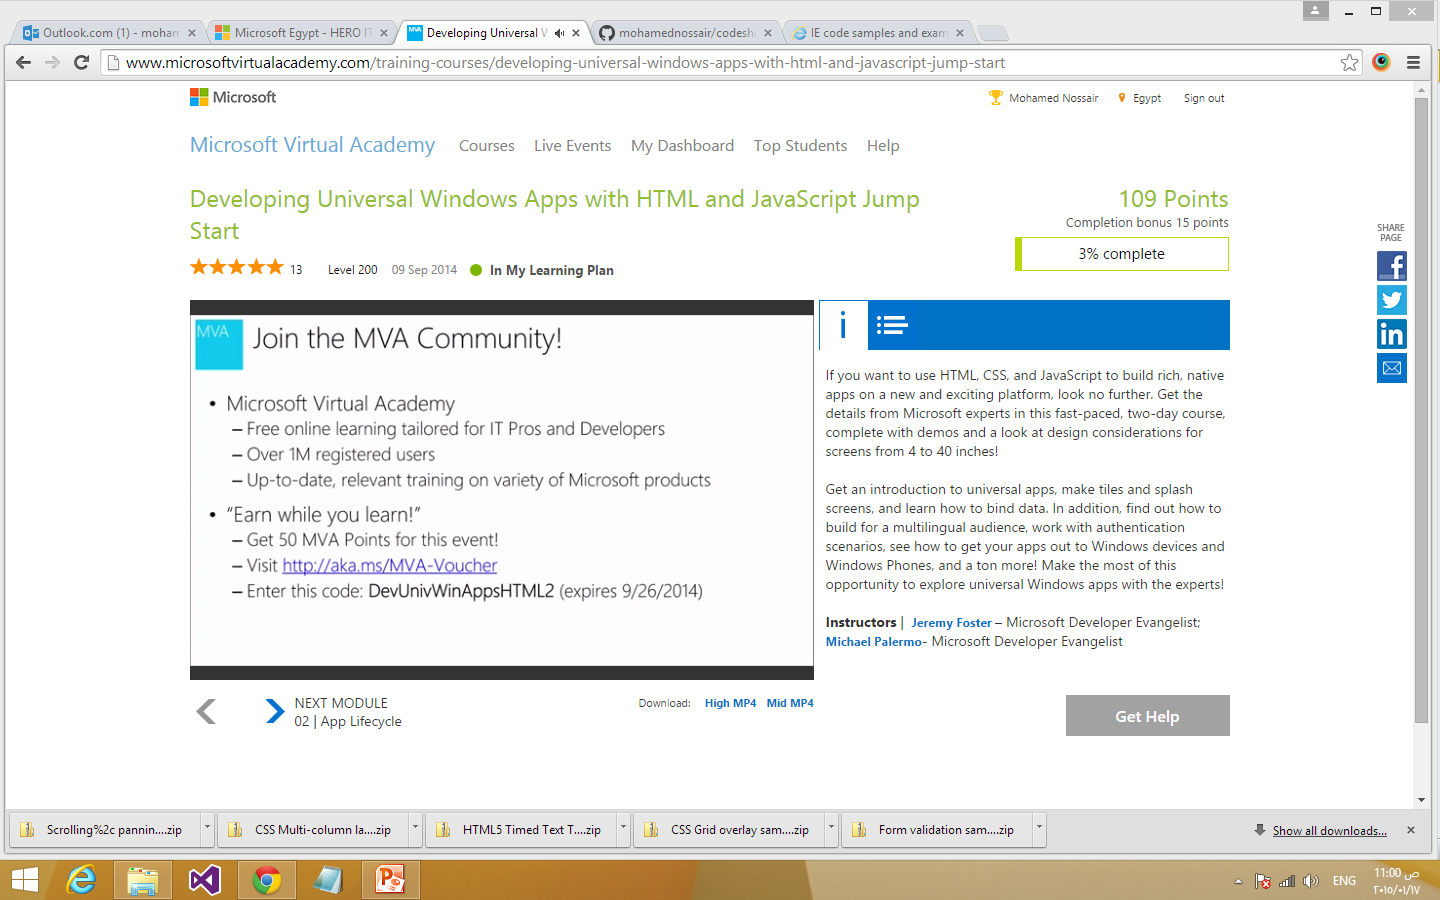 Outlook.com (1) - moham
Microsoft Egypt - HERO IT
MVA
Developing Universal W
mohamednossair/codesh
IE code samples and exam
www.microsoftvirtualacademy.com/training-courses/developing-universal-windows-apps-with-html-and-javascript-jump-start
Microsoft
Mohamed Nossair
Egypt
Sign out
Microsoft Virtual Academy
Courses
Live Events
My Dashboard
Top Students
Help
Developing Universal Windows Apps with HTML and JavaScript Jump
Start
109 Points
Completion bonus 15 points
3% complete
13
Level 200
09 Sep 2014
In My Learning Plan
SHARE
PAGE
MVA
Join the MVA Community!
• Microsoft Virtual Academy
– Free online learning tailored for IT Pros and Developers
– Over 1M registered users
– Up-to-date, relevant training on variety of Microsoft products
• “Earn while you learn!”
– Get 50 MVA Points for this event!
– Visit http://aka.ms/MVA-Voucher
– Enter this code: DevUnivWinAppsHTML2 (expires 9/26/2014)
i
If you want to use HTML, CSS, and JavaScript to build rich, native
apps on a new and exciting platform, look no further. Get the
details from Microsoft experts in this fast-paced, two-day course,
complete with demos and a look at design considerations for
screens from 4 to 40 inches!
Get an introduction to universal apps, make tiles and splash
screens, and learn how to bind data. In addition, find out how to
build for a multilingual audience, work with authentication
scenarios, see how to get your apps out to Windows devices and
Windows Phones, and a ton more! Make the most of this
opportunity to explore universal Windows apps with the experts!
Instructors | Jeremy Foster – Microsoft Developer Evangelist;
Michael Palermo- Microsoft Developer Evangelist
NEXT MODULE
02 | App Lifecycle
Download: High MP4 Mid MP4
Get Help
Scrolling%2c pannin....zip
CSS Multi-column la....zip
HTML5 Timed Text T....zip
CSS Grid overlay sam....zip
Form validation sam....zip
Show all downloads...
ENG
11:00 ص
٢٠١٥/٠١/١٧